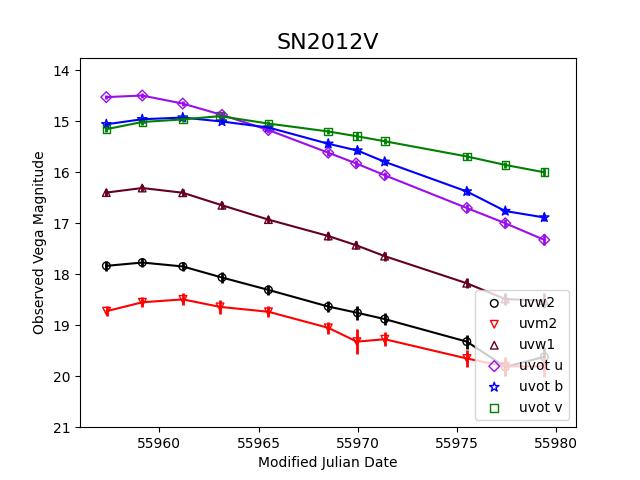 SN2012V
Observed Vega Magnitude
14
15
16
17
18
19
20
21
55960
55965
55970
55975
55980
Modified Julian Date
uvw2
uvm2
uvw1
uvot u
uvot b
uvot v